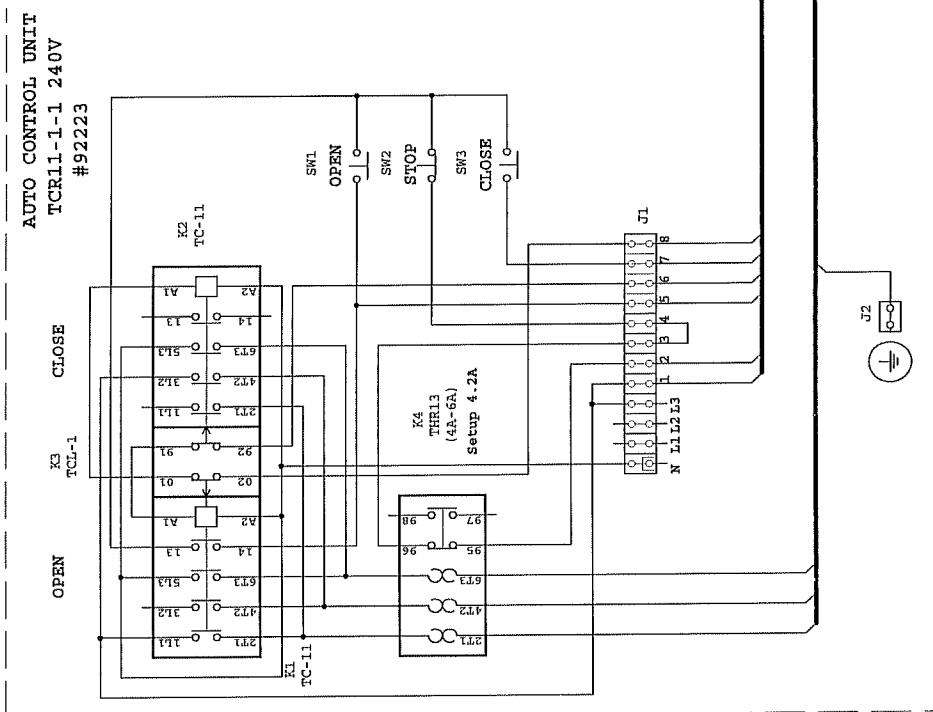 AUTO CONTROL UNIT
TCR11-1-1 240V
#92223
K2
TC-11
CLOSE
K3
TCL-1
OPEN
K1
TC-11
A1
13
5L3
3L2
1L1
A2
14
6T3
4T2
2T1
91
01
92
02
A1
13
5L3
3L2
1L1
A2
14
6T3
4T2
2T1
SW1
OPEN
SW2
STOP
SW3
CLOSE
K4
THR13
(4A-6A)
Setup 4.2A
98
96
97
95
6T3
4T2
2T1
J1
8
7
6
5
4
3
2
1
L3
L2
L1
N
J2